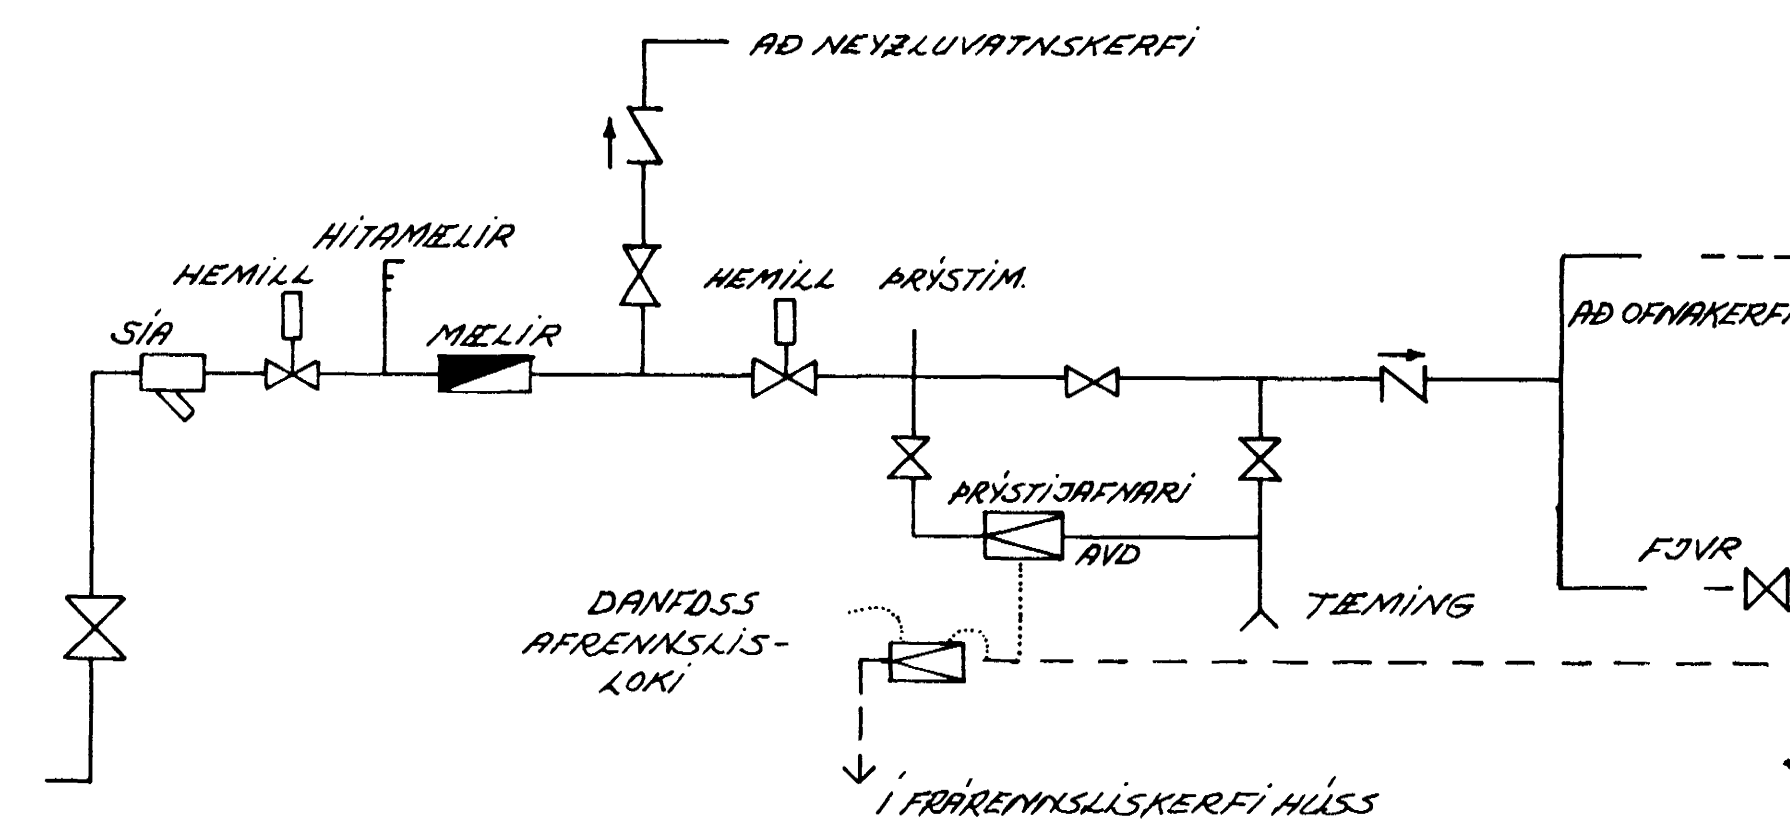 AÐ NEYZLUVATNSKERFI
HITAMÆLIR
HEMILL
HEMILL
ÞRÝSTIM.
SÍA
MÆLIR
AÐ OFNAKERFI
ÞRÝSTIJAFNARI
AVD
FJVR
DANFOSS
AFRENNSLIS-
LOKI
TÆMING
Í FRÁRENNSLISKERFI HÚSS